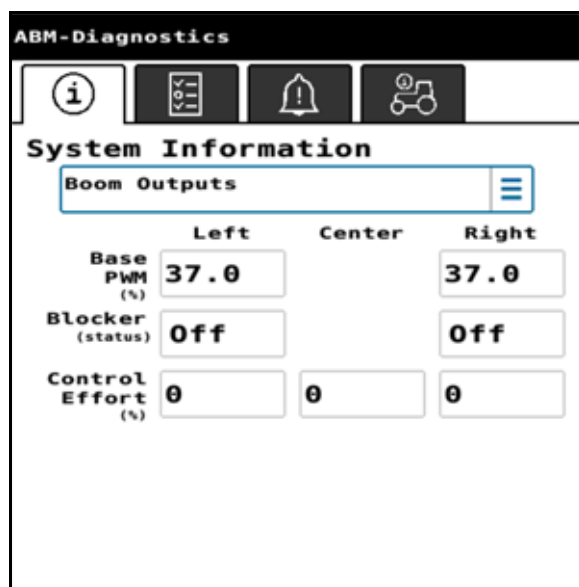 ABM-Diagnostics
System Information
Boom Outputs
Left Center Right
Base PWM (%) 37.0 37.0
Blocker (status) Off Off
Control Effort (%) 0 0 0